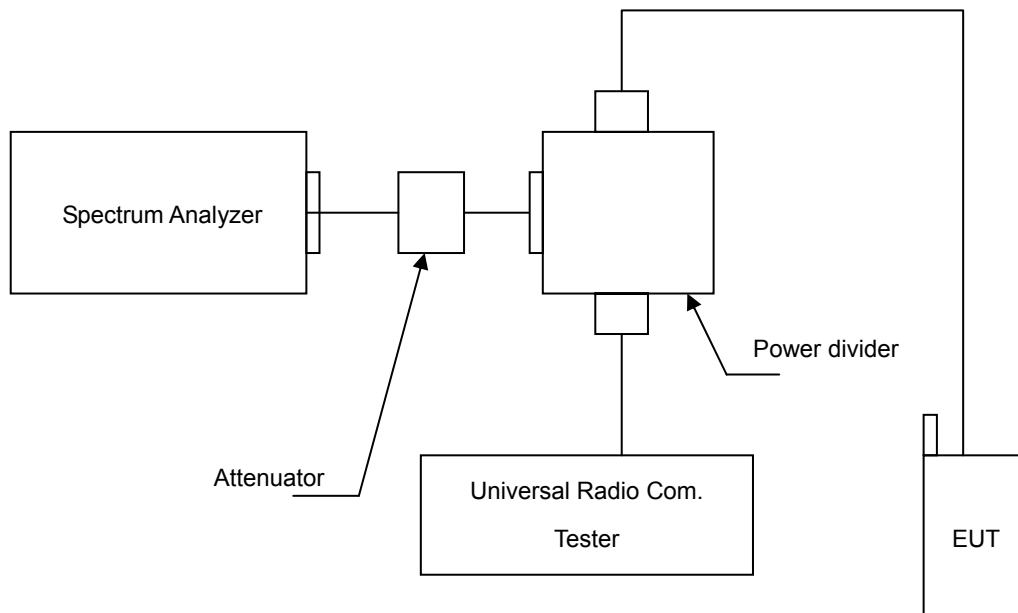 Spectrum Analyzer
Power divider
Attenuator
Universal Radio Com.
Tester
EUT